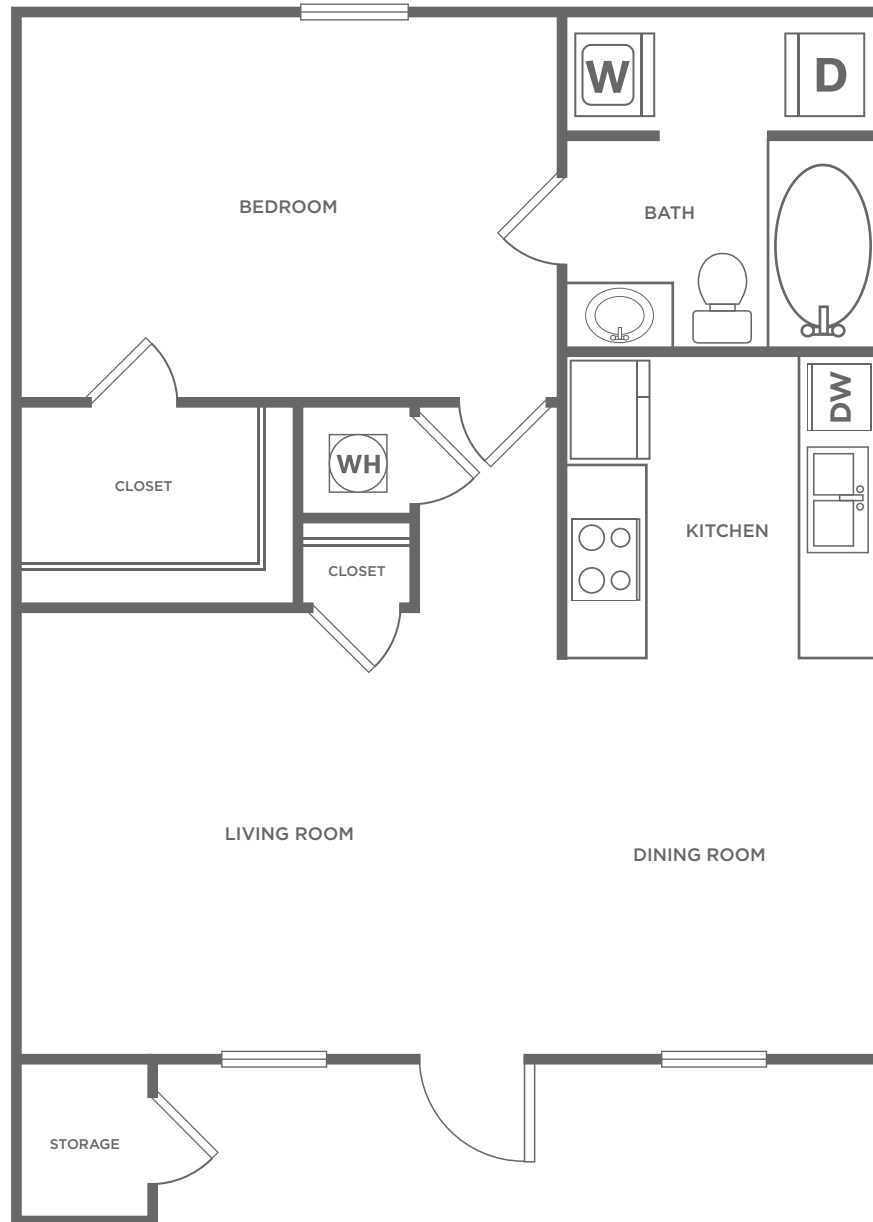 W
D
BEDROOM
BATH
DW
WH
CLOSET
KITCHEN
CLOSET
LIVING ROOM
DINING ROOM
STORAGE